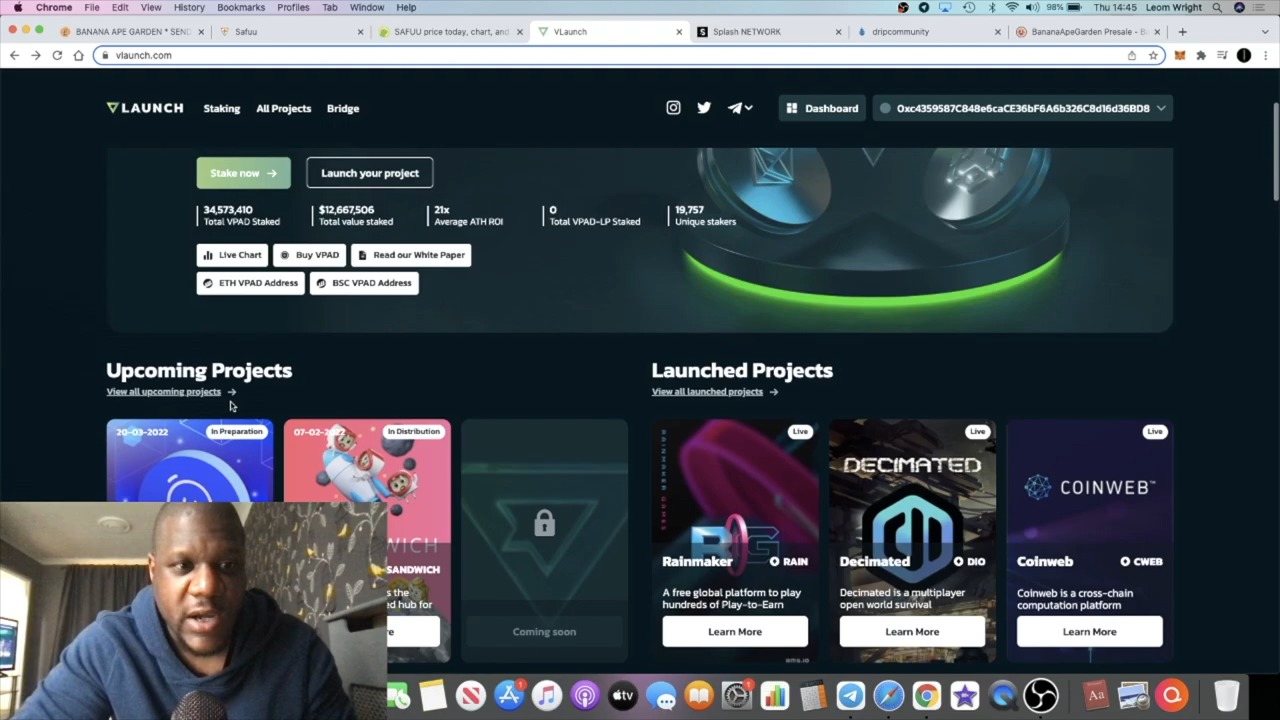 Chrome File Edit View History Bookmarks Profiles Tab Window Help
98% Thu 14:45 Leom Wright
BANANA APE GARDEN * SEND
Safuu
SAFUU price today, chart, and
VLaunch
Splash NETWORK
dripcommunity
BananaApeGarden Presale - B
vlaunch.com
VLAUNCH
Staking
All Projects
Bridge
Dashboard
0xc4359587C848e6caCE36bF6A6b326C8d16d36BD8
Stake now
Launch your project
34,573,410
Total VPAD Staked
$12,667,506
Total value staked
21x
Average ATH ROI
0
Total VPAD-LP Staked
19,757
Unique stakers
Live Chart
Buy VPAD
Read our White Paper
ETH VPAD Address
BSC VPAD Address
Upcoming Projects
View all upcoming projects
Launched Projects
View all launched projects
20-03-2022
In Preparation
07-02-2022
In Distribution
SANDWICH
Coming soon
Live
RAINMAKER GAMES
Rainmaker
RAIN
A free global platform to play
hundreds of Play-to-Earn
Learn More
Live
DECIMATED
Decimated
DIO
Decimated is a multiplayer
open world survival
Learn More
Live
COINWEB™
Coinweb
CWEB
Coinweb is a cross-chain
computation platform
Learn More